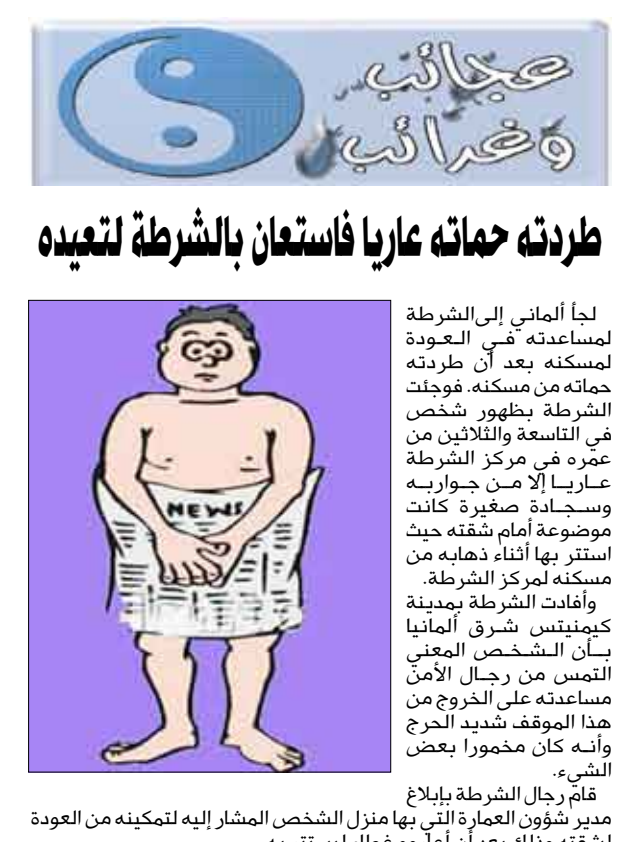 عجائب
وغرائب
طردته حماته عاريا فاستعان بالشرطة لتعيده
لجأ ألماني إلى الشرطة
لمساعدته في العودة
لمسكنه بعد أن طردته
حماته من مسكنه. فوجئت
الشرطة بظهور شخص
في التاسعة والثلاثين من
عمره في مركز الشرطة
عاريا إلا من جواربه
وسجادة صغيرة كانت
موضوعة أمام شقته حيث
استتر بها أثناء ذهابه من
مسكنه لمركز الشرطة.
وأفادت الشرطة بمدينة
كيمنيتس شرق ألمانيا
بأن الشخص المعني
التمس من رجال الأمن
مساعدته على الخروج من
هذا الموقف شديد الحرج
وأنه كان مخمورا بعض
الشيء.
قام رجال الشرطة بإبلاغ
مدير شؤون العمارة التي بها منزل الشخص المشار إليه لتمكينه من العودة
NEWS